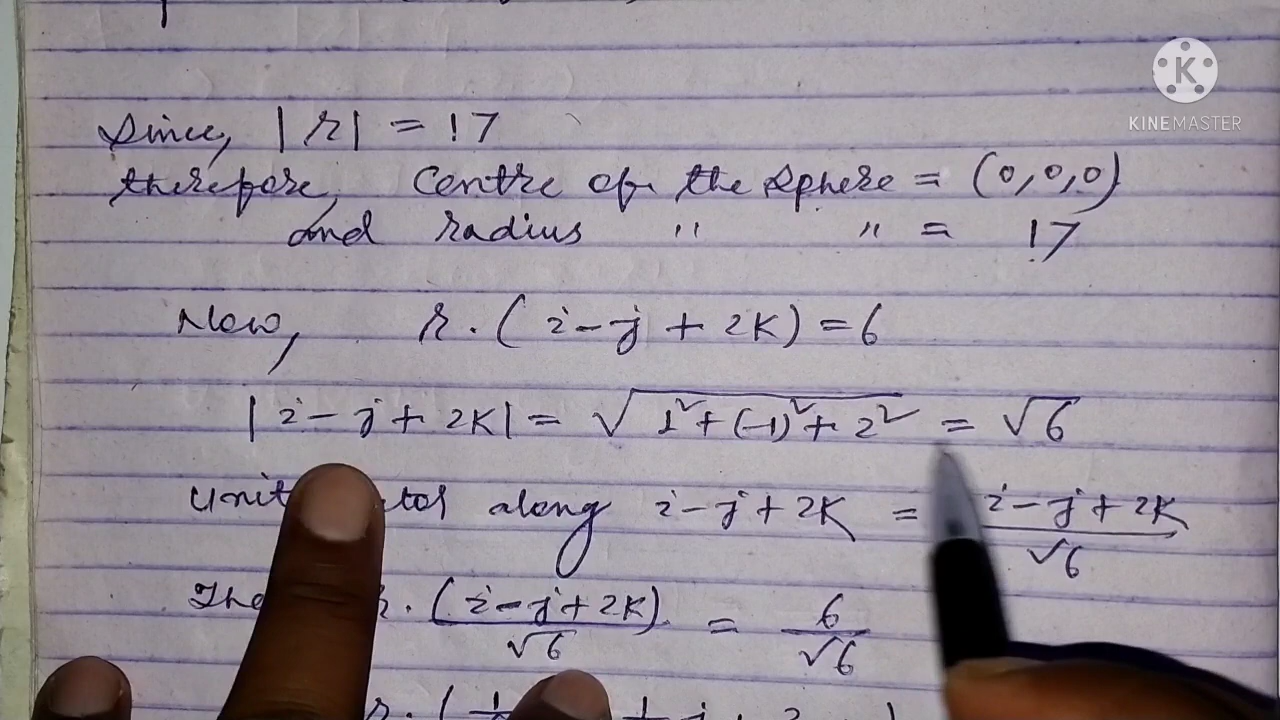 Since, |r| = 17
therefore, Centre of the sphere = (0,0,0)
and radius " " = 17
Now, r.(i-j+2K)=6
|i-j+2K| = √1²+(-1)²+2² = √6
Unit along i-j+2K = i-j+2K/√6
r.(i-j+2K)/√6 = 6/√6
KINEMASTER